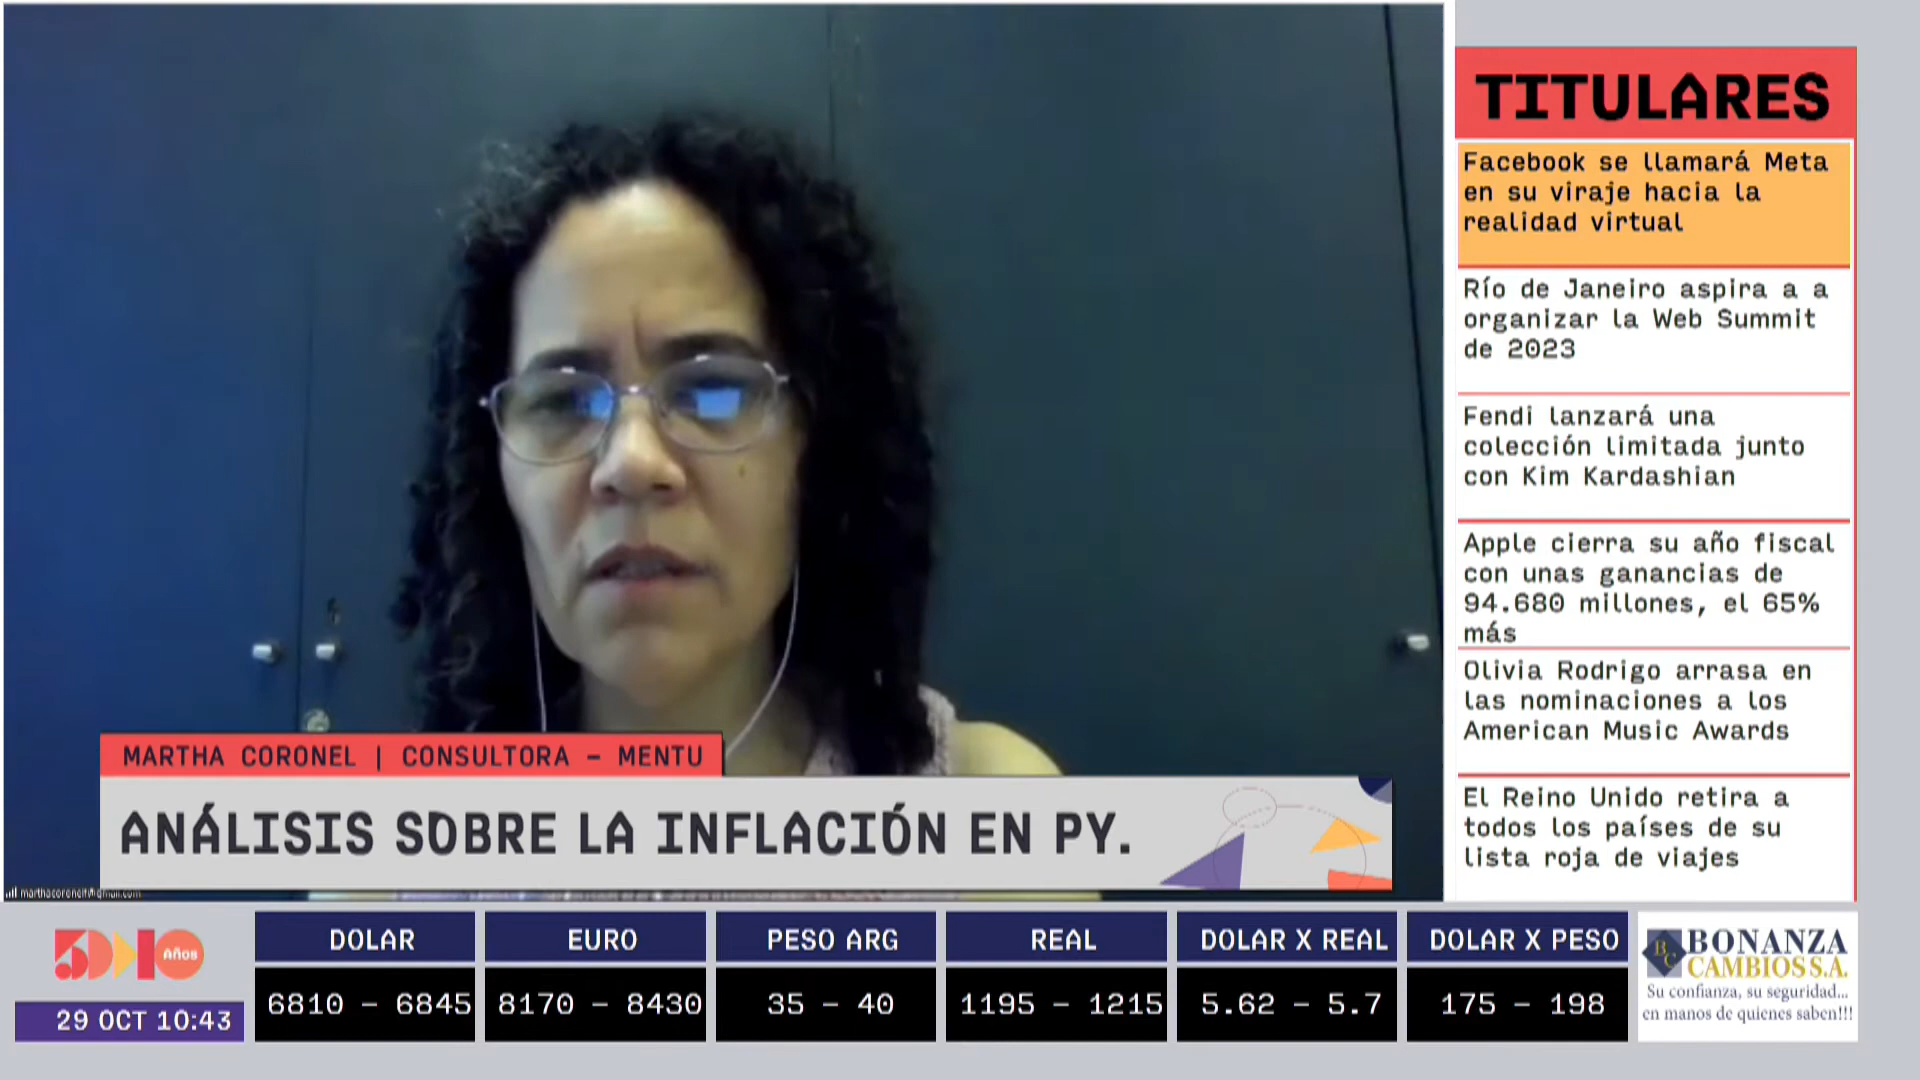 TITULARES
Facebook se llamará Meta
en su viraje hacia la
realidad virtual
Río de Janeiro aspira a a
organizar la Web Summit
de 2023
Fendi lanzará una
colección limitada junto
con Kim Kardashian
Apple cierra su año fiscal
con unas ganancias de
94.680 millones, el 65%
más
Olivia Rodrigo arrasa en
las nominaciones a los
American Music Awards
El Reino Unido retira a
todos los países de su
lista roja de viajes
MARTHA CORONEL | CONSULTORA – MENTU
ANÁLISIS SOBRE LA INFLACIÓN EN PY.
Años
29 OCT 10:43
DOLAR
6810 – 6845
EURO
8170 – 8430
PESO ARG
35 – 40
REAL
1195 – 1215
DOLAR X REAL
5.62 – 5.7
DOLAR X PESO
175 – 198
BC
BONANZA
CAMBIOS S.A.
Su confianza, su seguridad...
en manos de quienes saben!!!